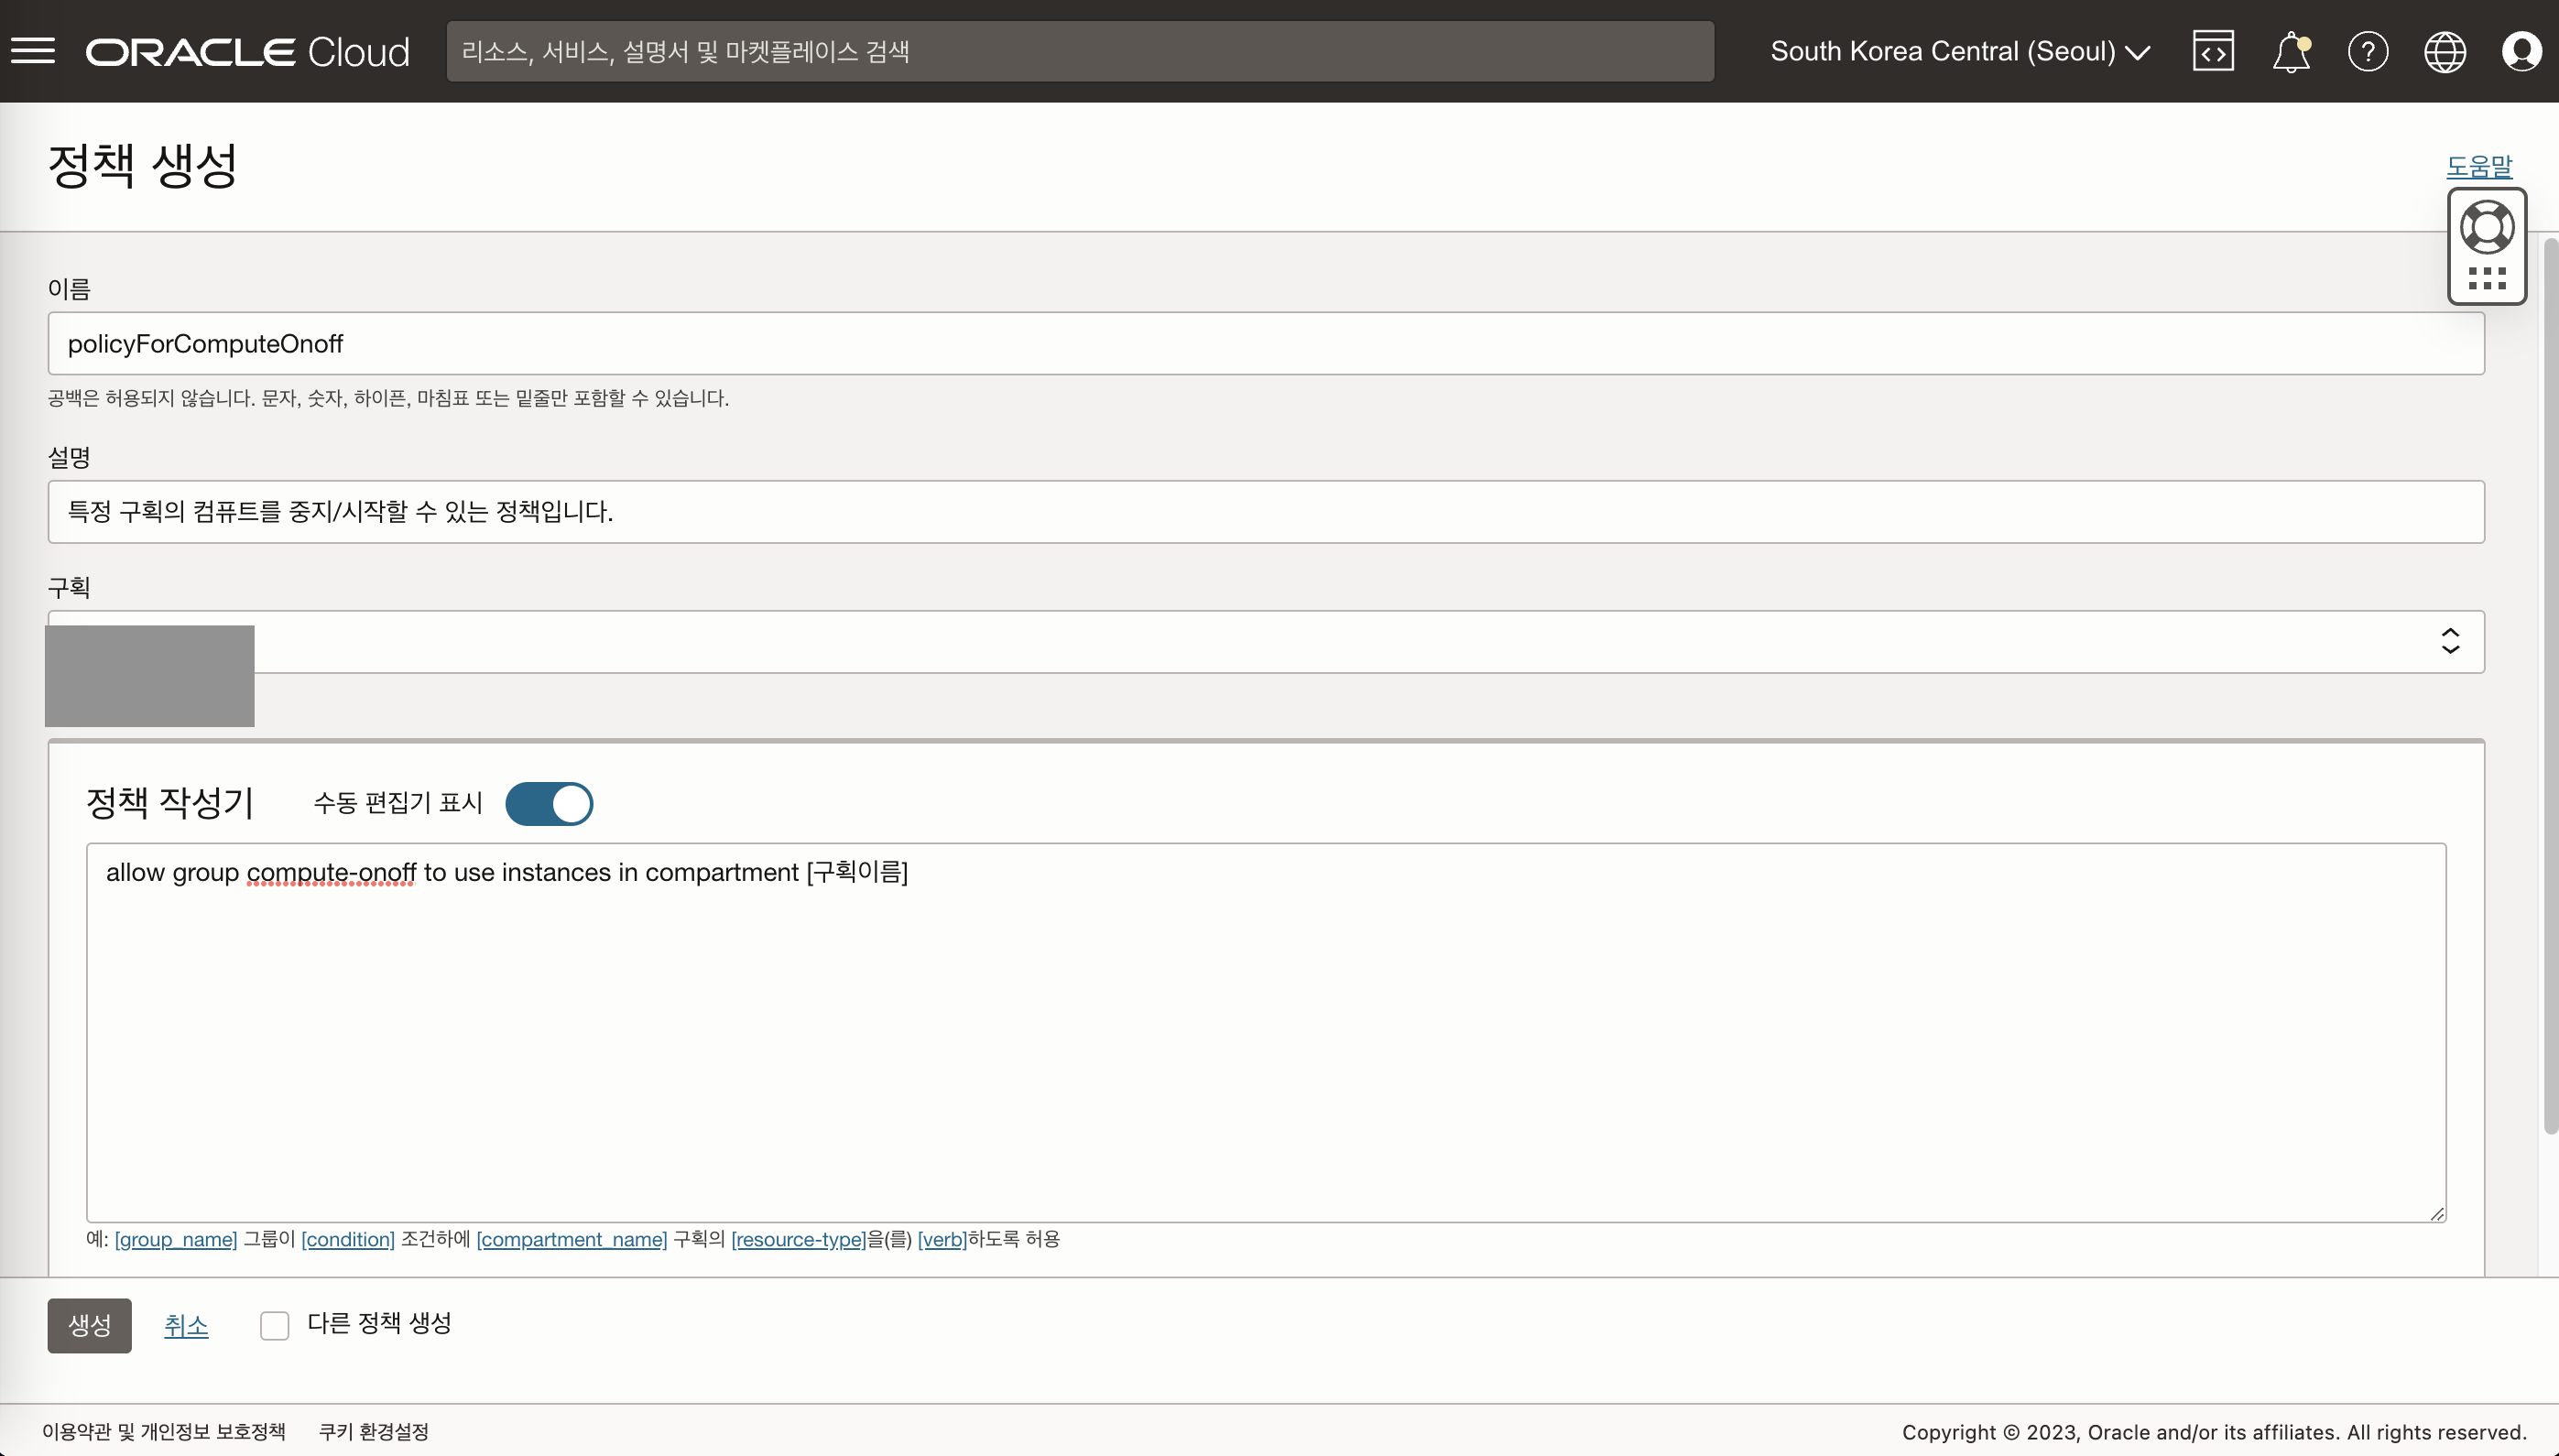 ORACLE Cloud
리소스, 서비스, 설명서 및 마켓플레이스 검색
South Korea Central (Seoul)
정책 생성
도움말
이름
policyForComputeOnoff
공백은 허용되지 않습니다. 문자, 숫자, 하이픈, 마침표 또는 밑줄만 포함할 수 있습니다.
설명
특정 구획의 컴퓨트를 중지/시작할 수 있는 정책입니다.
구획
정책 작성기 수동 편집기 표시
allow group compute-onoff to use instances in compartment [구획이름]
예: [group_name] 그룹이 [condition] 조건하에 [compartment_name] 구획의 [resource-type]을(를) [verb]하도록 허용
생성 취소 다른 정책 생성
이용약관 및 개인정보 보호정책 쿠키 환경설정 Copyright © 2023, Oracle and/or its affiliates. All rights reserved.